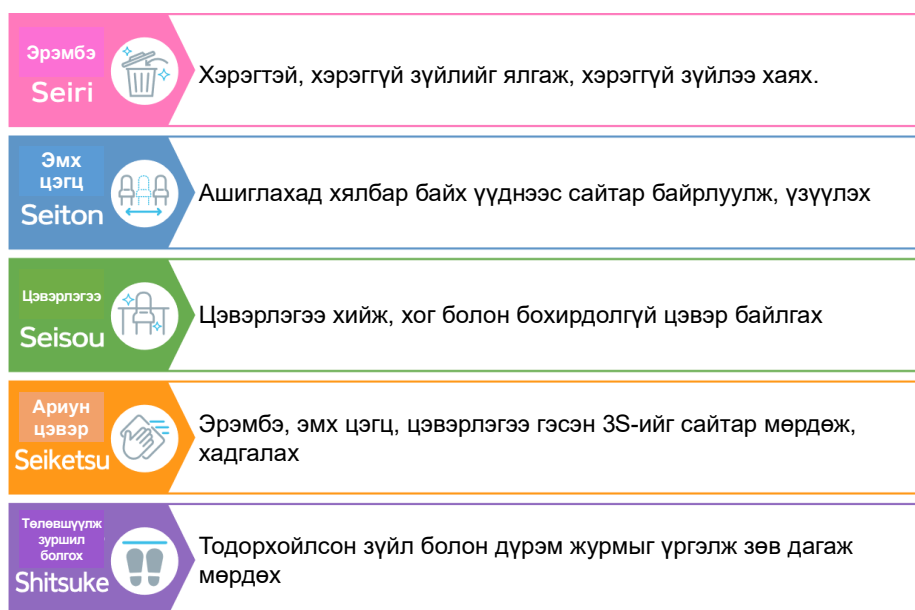 Эрэмбэ
Seiri
Хэрэгтэй, хэрэггүй зүйлийг ялгаж, хэрэггүй зүйлээ хаях.
Эмх
цэгц
Seiton
Ашиглахад хялбар байх үүднээс сайтар байрлуулж, үзүүлэх
Цэвэрлэгээ
Seisou
Цэвэрлэгээ хийж, хог болон бохирдолгүй цэвэр байлгах
Ариун
цэвэр
Seiketsu
Эрэмбэ, эмх цэгц, цэвэрлэгээ гэсэн 3S-ийг сайтар мөрдөж,
хадгалах
Төлөвшүүлж
зуршил
болгох
Shitsuke
Тодорхойлсон зүйл болон дүрэм журмыг үргэлж зөв дагаж
мөрдөх